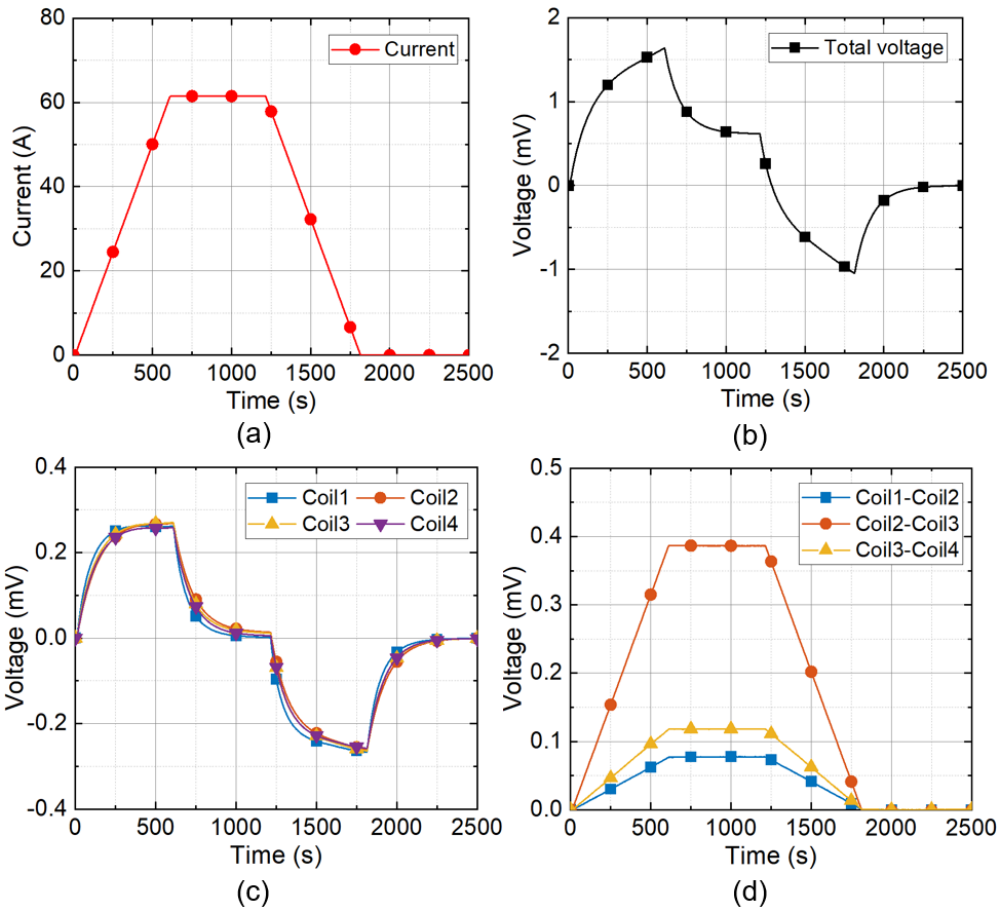 80
60
40
20
0
Current (A)
Current
0 500 1000 1500 2000 2500
Time (s)
(a)
2
1
0
-1
-2
Voltage (mV)
Total voltage
0 500 1000 1500 2000 2500
Time (s)
(b)
0.4
0.2
0.0
-0.2
-0.4
Voltage (mV)
Coil1 Coil2
Coil3 Coil4
0 500 1000 1500 2000 2500
Time (s)
(c)
0.5
0.4
0.3
0.2
0.1
0.0
Voltage (mV)
Coil1-Coil2
Coil2-Coil3
Coil3-Coil4
0 500 1000 1500 2000 2500
Time (s)
(d)